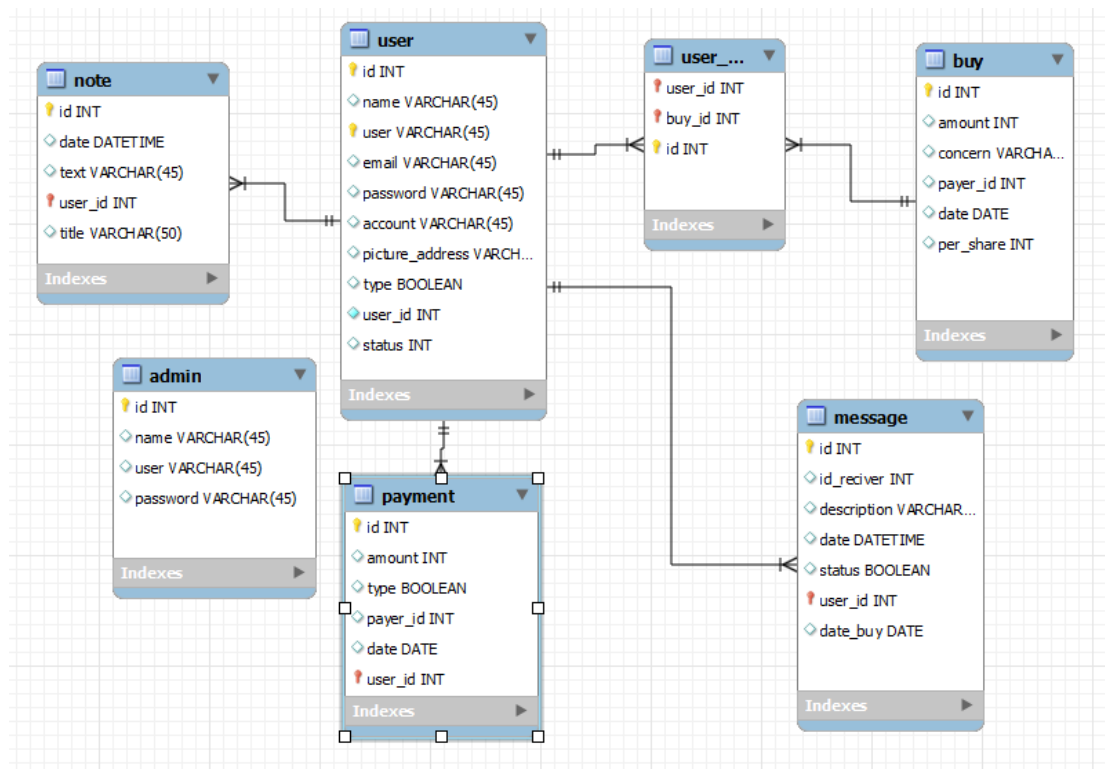 note
id INT
date DATETIME
text VARCHAR(45)
user_id INT
title VARCHAR(50)
Indexes
user
id INT
name VARCHAR(45)
user VARCHAR(45)
email VARCHAR(45)
password VARCHAR(45)
account VARCHAR(45)
picture_address VARCH...
type BOOLEAN
user_id INT
status INT
Indexes
user_...
user_id INT
buy_id INT
id INT
Indexes
buy
id INT
amount INT
concern VARCHA...
payer_id INT
date DATE
per_share INT
Indexes
admin
id INT
name VARCHAR(45)
user VARCHAR(45)
password VARCHAR(45)
Indexes
payment
id INT
amount INT
type BOOLEAN
payer_id INT
date DATE
user_id INT
Indexes
message
id INT
id_reciver INT
description VARCHAR...
date DATETIME
status BOOLEAN
user_id INT
date_buy DATE
Indexes